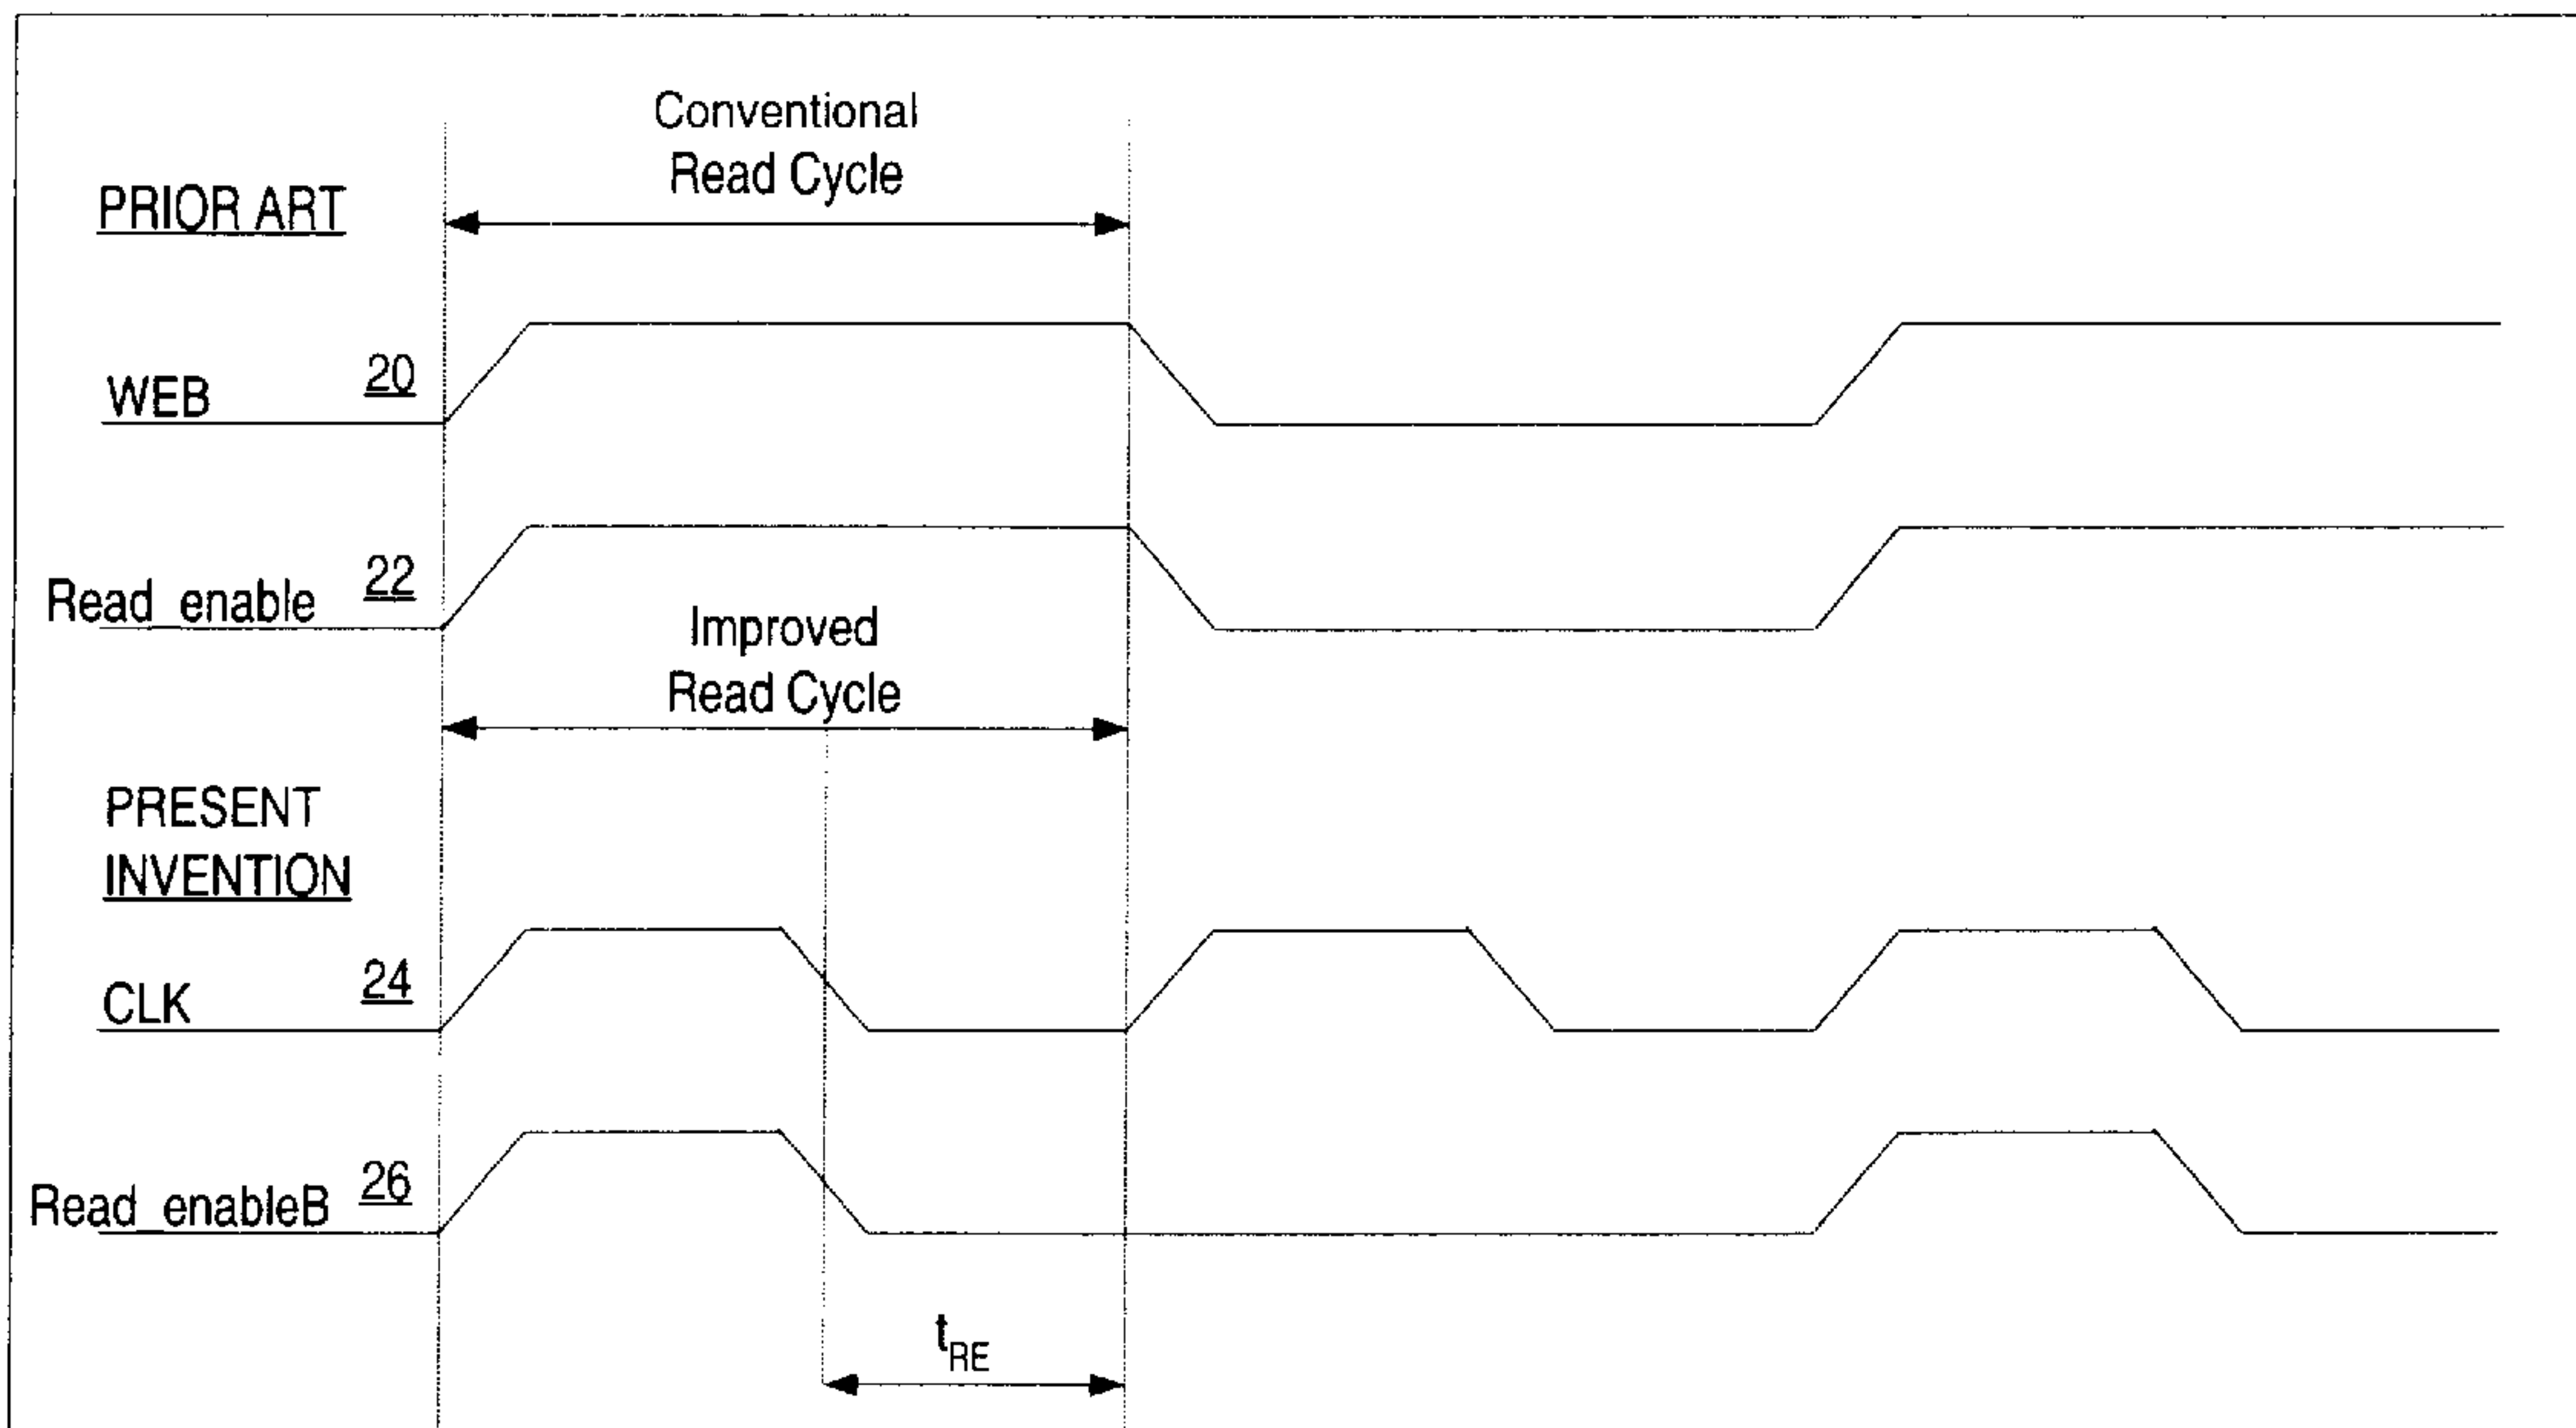 Conventional
Read Cycle
PRIOR ART
WEB 20
Read_enable 22
Improved
Read Cycle
PRESENT
INVENTION
CLK 24
Read_enableB 26
tRE